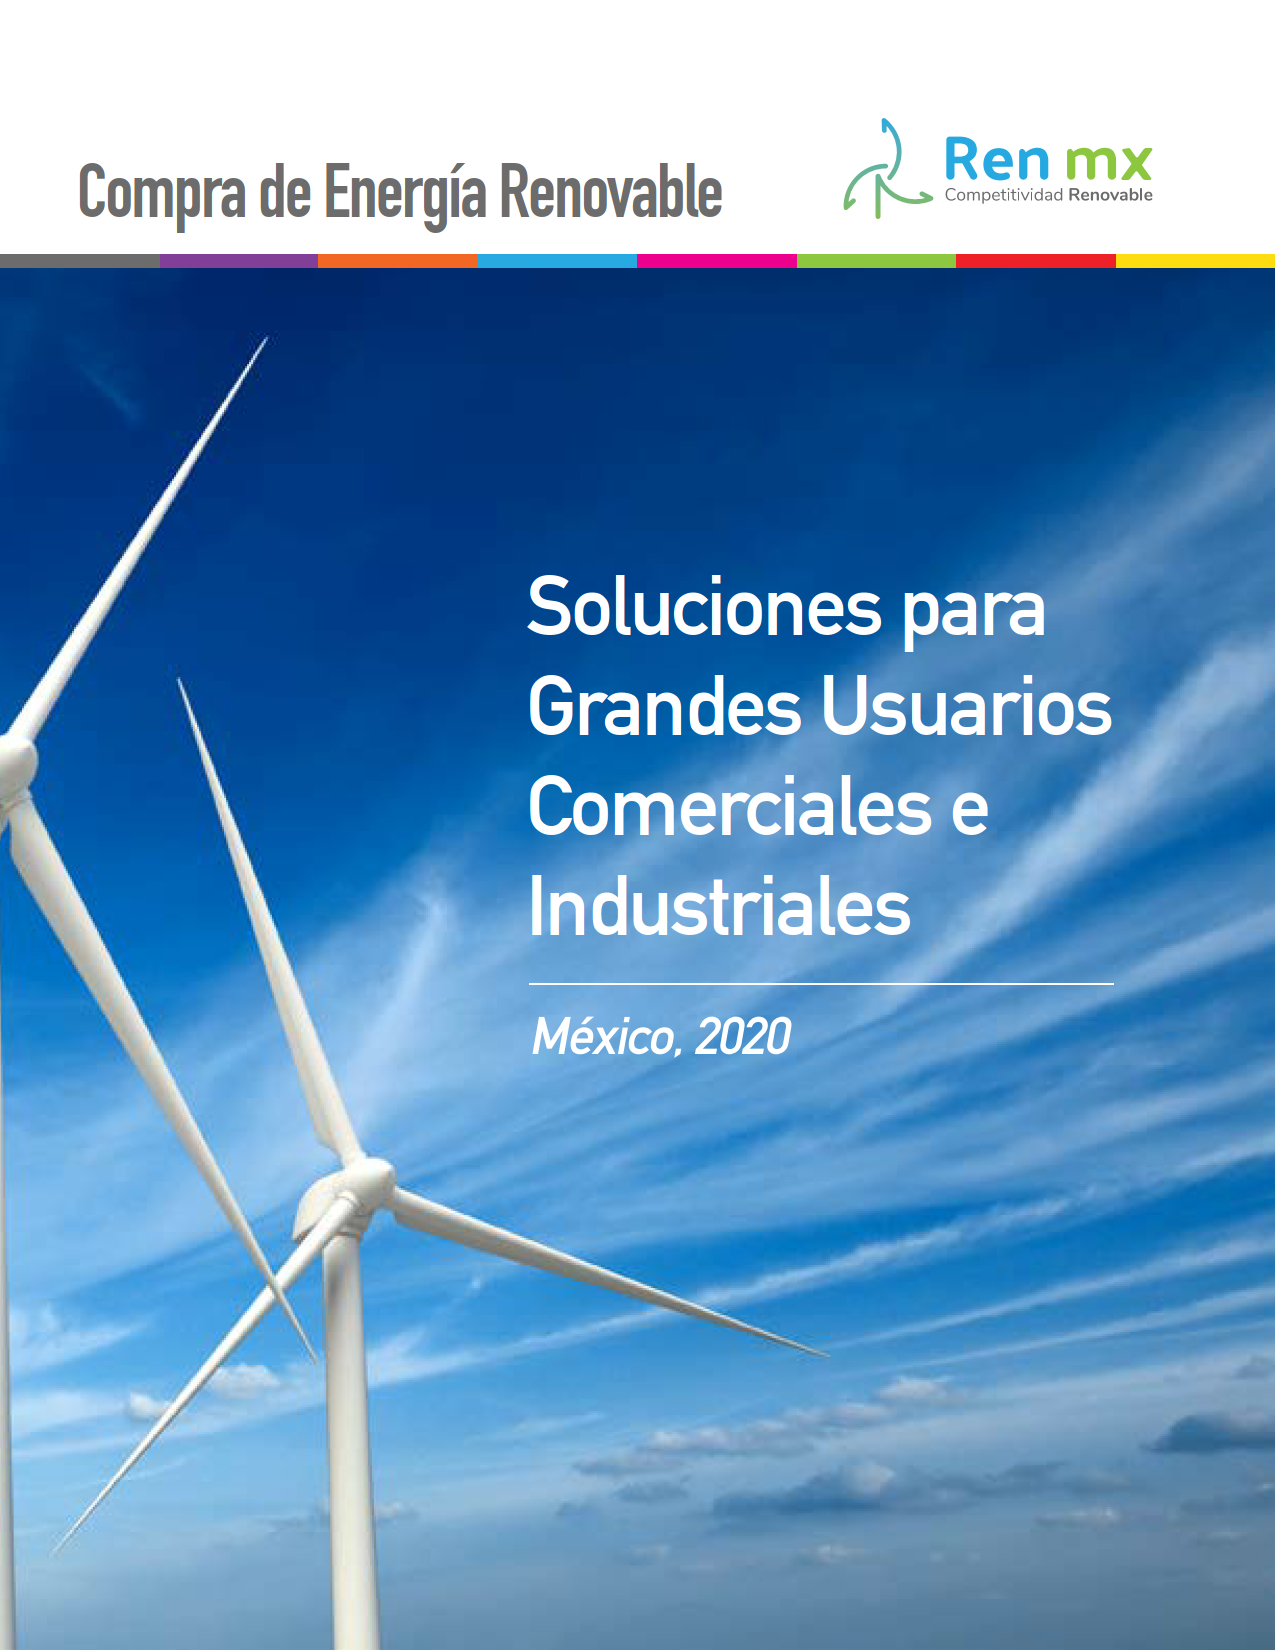 Compra de Energía Renovable
Ren mx
Competitividad Renovable
Soluciones para
Grandes Usuarios
Comerciales e
Industriales
México, 2020